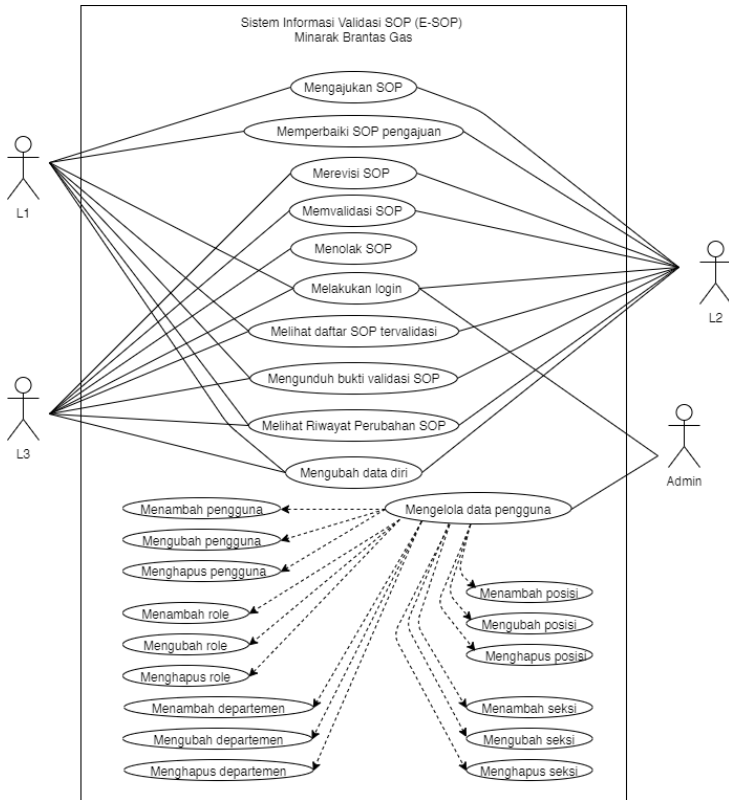 Sistem Informasi Validasi SOP (E-SOP)
Minarak Brantas Gas
Mengajukan SOP
Memperbaiki SOP pengajuan
Merevisi SOP
Memvalidasi SOP
Menolak SOP
Melakukan login
Melihat daftar SOP tervalidasi
Mengunduh bukti validasi SOP
Melihat Riwayat Perubahan SOP
Mengubah data diri
L1
L2
L3
Admin
Mengelola data pengguna
Menambah pengguna
Mengubah pengguna
Menghapus pengguna
Menambah role
Mengubah role
Menghapus role
Menambah departemen
Mengubah departemen
Menghapus departemen
Menambah posisi
Mengubah posisi
Menghapus posisi
Menambah seksi
Mengubah seksi
Menghapus seksi